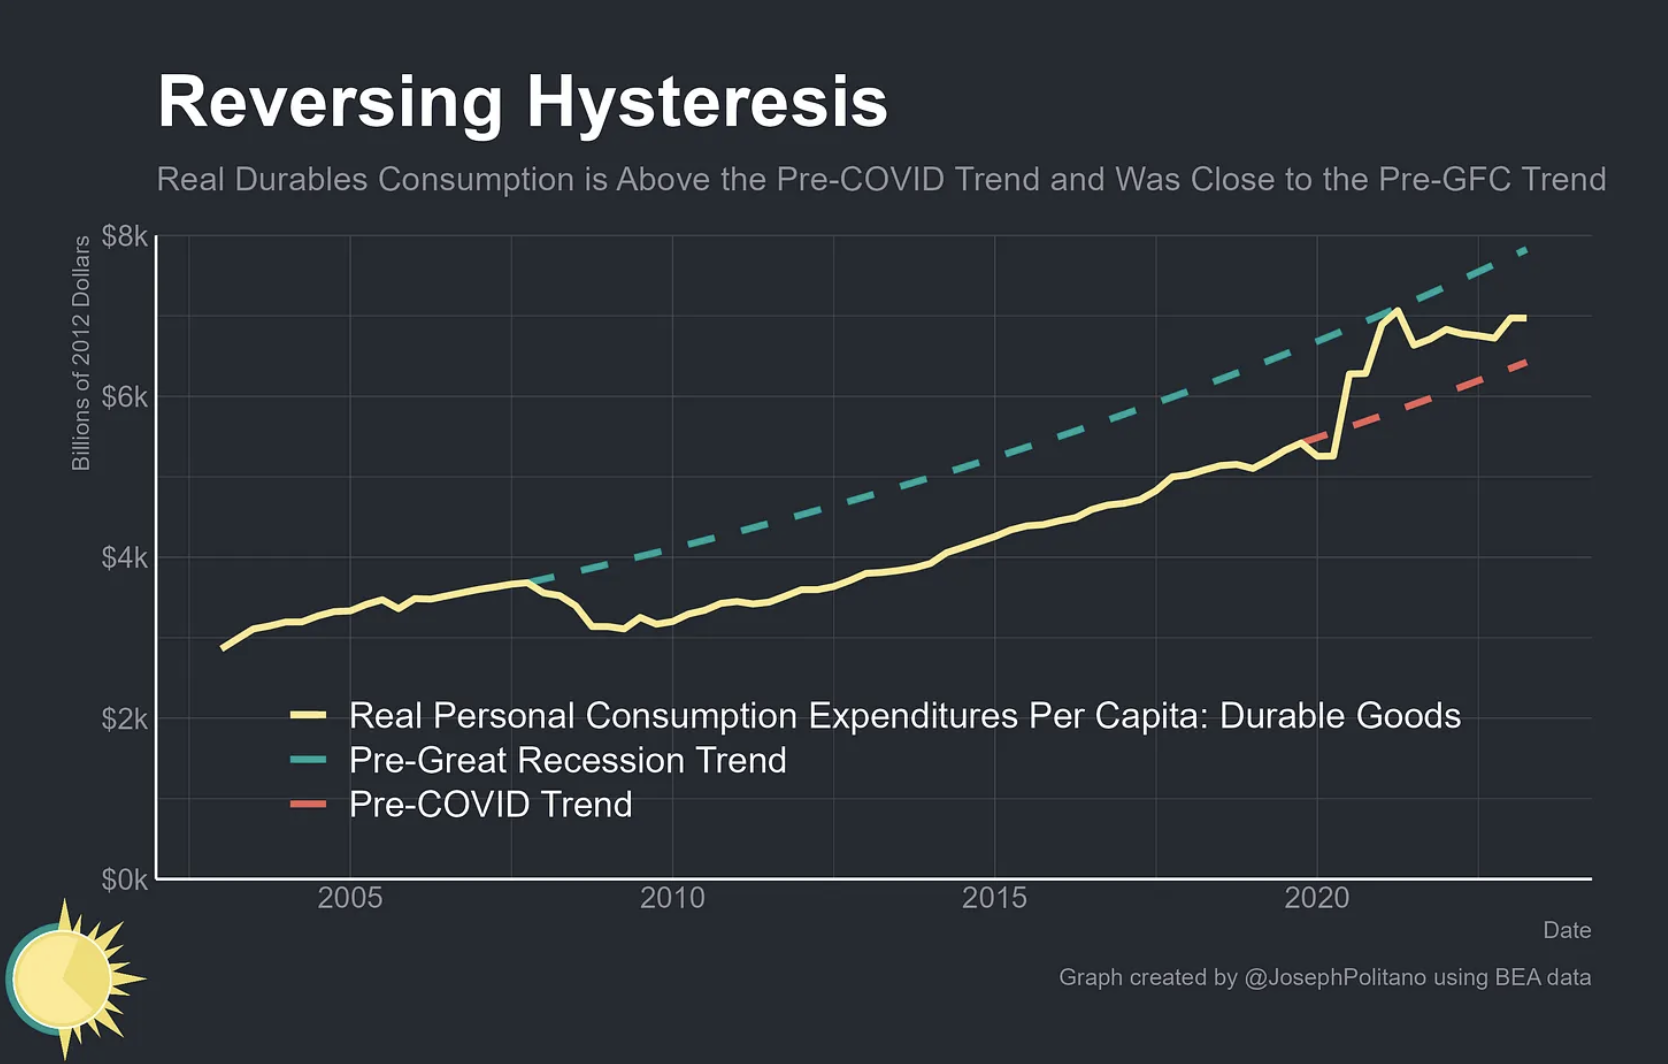 Reversing Hysteresis
Real Durables Consumption is Above the Pre-COVID Trend and Was Close to the Pre-GFC Trend
Billions of 2012 Dollars
$8k
$6k
$4k
$2k
$0k
Real Personal Consumption Expenditures Per Capita: Durable Goods
Pre-Great Recession Trend
Pre-COVID Trend
2005 2010 2015 2020
Date
Graph created by @JosephPolitano using BEA data